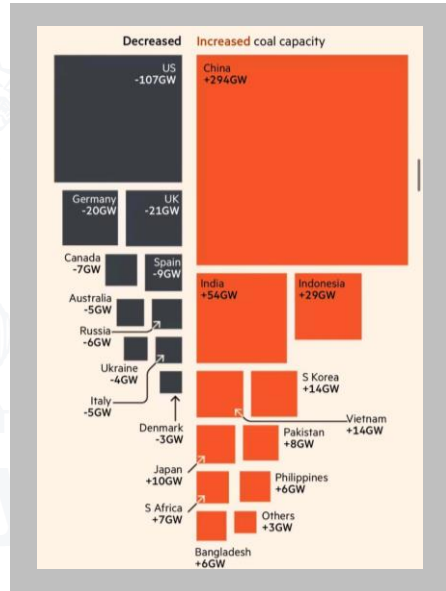 Decreased
Increased coal capacity
US
-107GW
China
+294GW
Germany
-20GW
UK
-21GW
Canada
-7GW
Spain
-9GW
India
+54GW
Indonesia
+29GW
Australia
-5GW
Russia
-6GW
Ukraine
-4GW
Italy
-5GW
Denmark
-3GW
S Korea
+14GW
Vietnam
+14GW
Pakistan
+8GW
Japan
+10GW
Philippines
+6GW
S Africa
+7GW
Others
+3GW
Bangladesh
+6GW